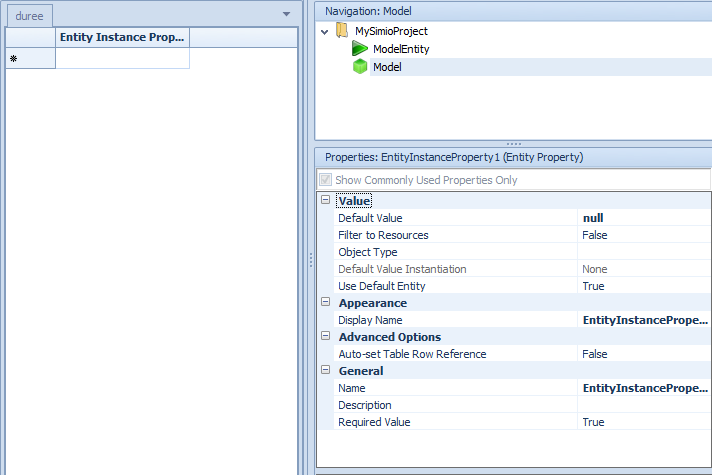 duree
Entity Instance Prop...
Navigation: Model
MySimioProject
ModelEntity
Model
Properties: EntityInstanceProperty1 (Entity Property)
Show Commonly Used Properties Only
Value
Default Value null
Filter to Resources False
Object Type
Default Value Instantiation None
Use Default Entity True
Appearance
Display Name EntityInstancePrope...
Advanced Options
Auto-set Table Row Reference False
General
Name EntityInstancePrope...
Description
Required Value True